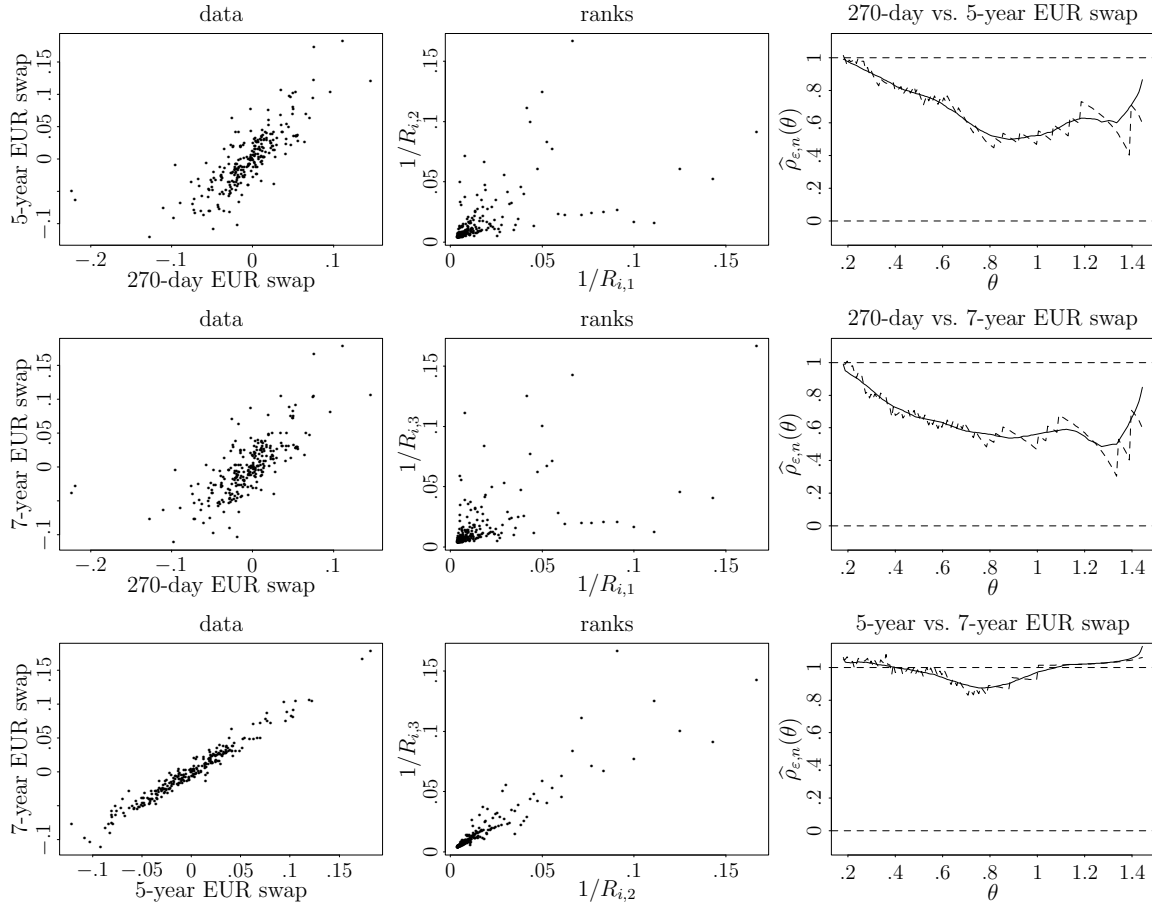 data
ranks
270-day vs. 5-year EUR swap
5-year EUR swap
−.1 0 .05 .15
−.2 −.1 0 .1
270-day EUR swap
1/R_{i,2}
0 .05 .1 .15
0 .05 .1 .15
1/R_{i,1}
ρ̂_{ε,n}(θ)
0 .2 .4 .6 .8 1
.2 .4 .6 .8 1 1.2 1.4
θ
data
ranks
270-day vs. 7-year EUR swap
7-year EUR swap
−.1 0 .05 .1 .15
−.2 −.1 0 .1
270-day EUR swap
1/R_{i,3}
0 .05 .1 .15
0 .05 .1 .15
1/R_{i,1}
ρ̂_{ε,n}(θ)
0 .2 .4 .6 .8 1
.2 .4 .6 .8 1 1.2 1.4
θ
data
ranks
5-year vs. 7-year EUR swap
7-year EUR swap
−.1 0 .05 .1 .15
−.1 −.05 0 .05 .1 .15
5-year EUR swap
1/R_{i,3}
0 .05 .1 .15
0 .05 .1 .15
1/R_{i,2}
ρ̂_{ε,n}(θ)
0 .2 .4 .6 .8 1
.2 .4 .6 .8 1 1.2 1.4
θ